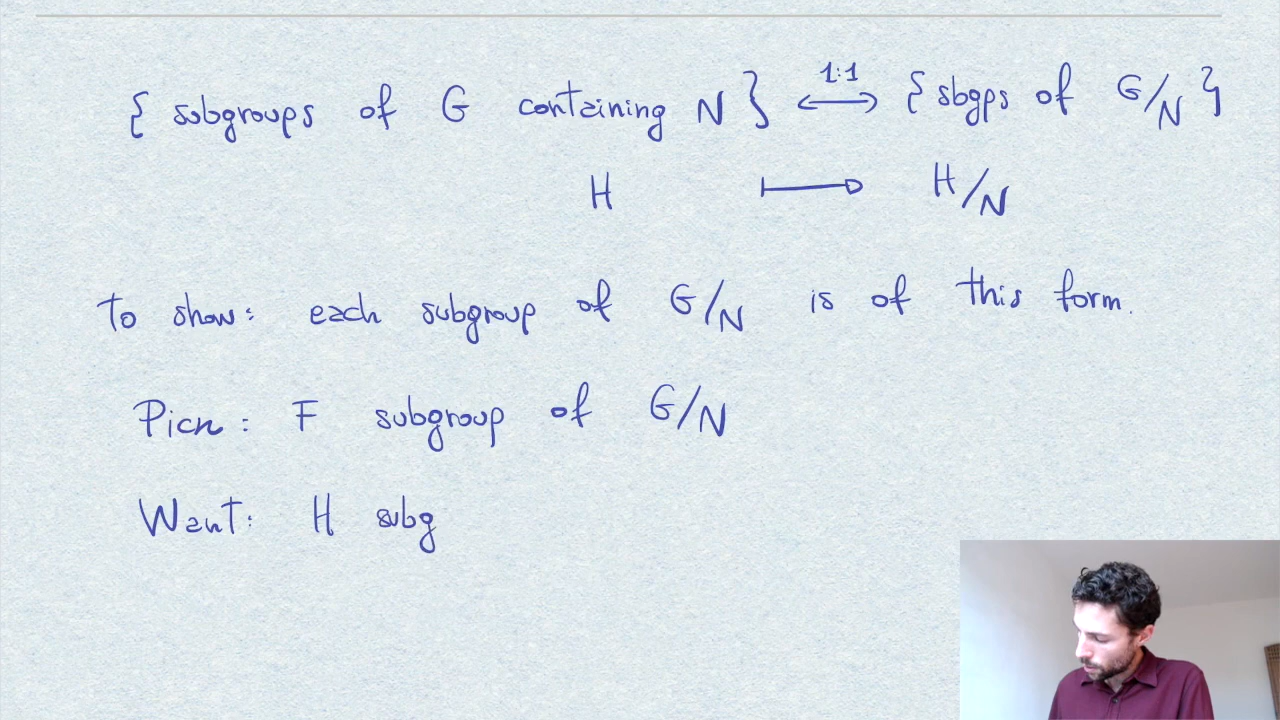 { subgroups of G containing N } 1:1 ↔ { sbgps of G/N }
H ↦ H/N
To show: each subgroup of G/N is of this form.
Pick: F subgroup of G/N
Want: H subg